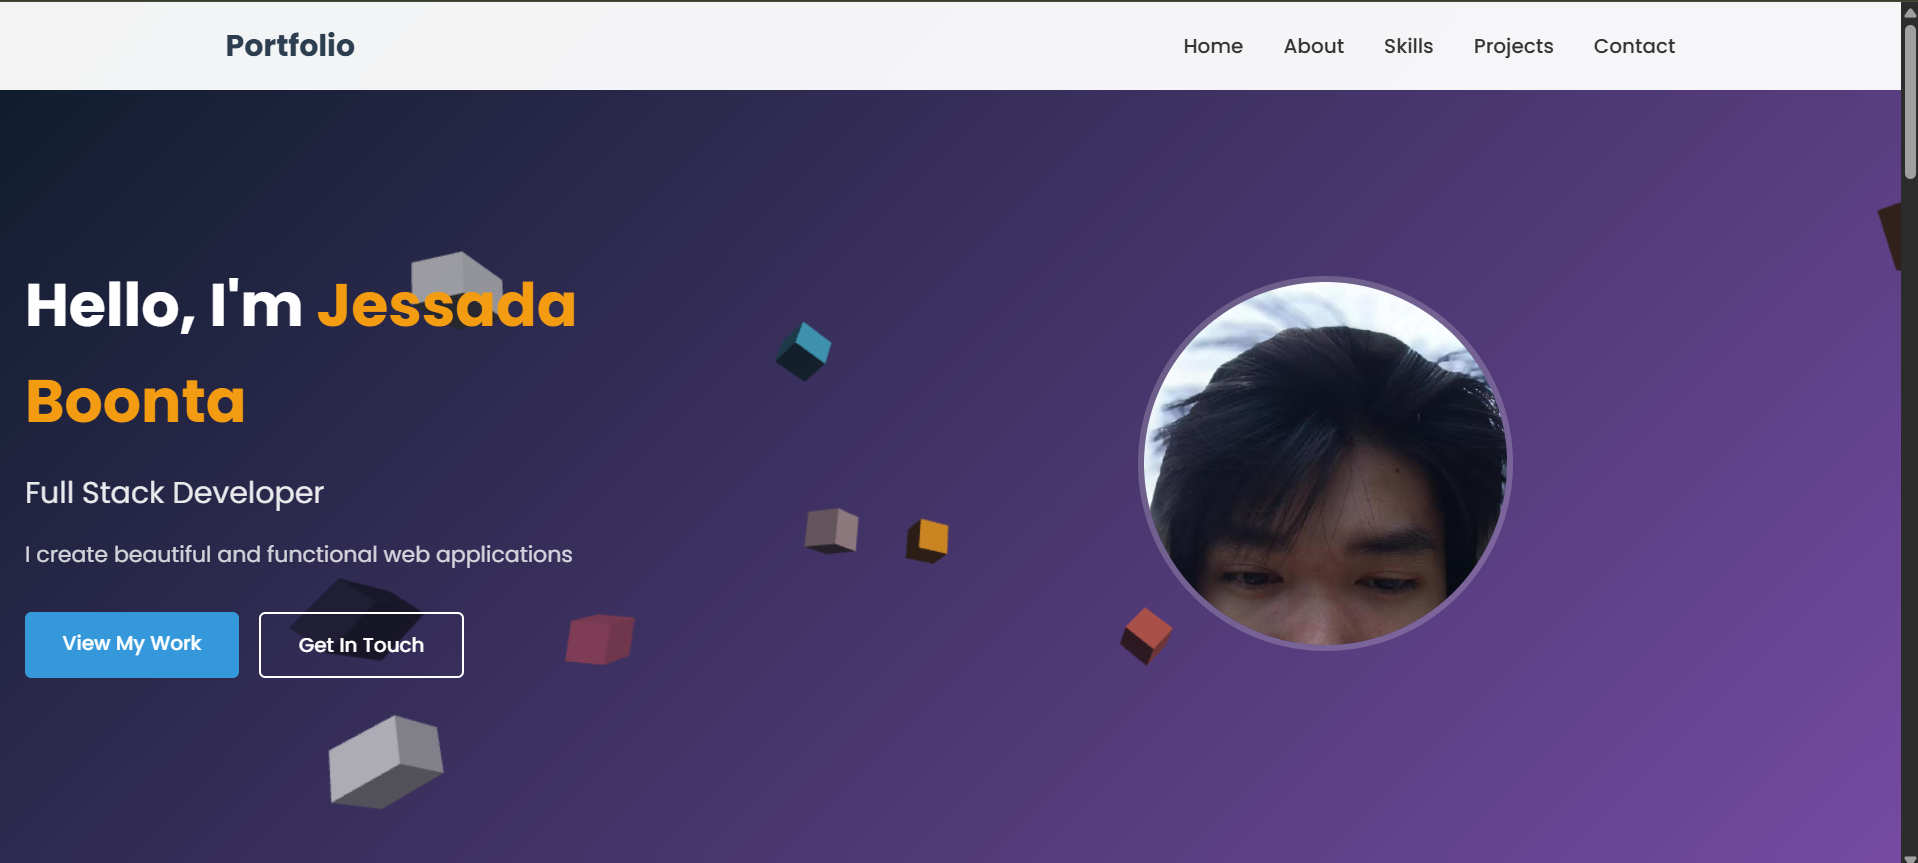 Portfolio
Home About Skills Projects Contact
Hello, I'm Jessada
Boonta
Full Stack Developer
I create beautiful and functional web applications
View My Work
Get In Touch